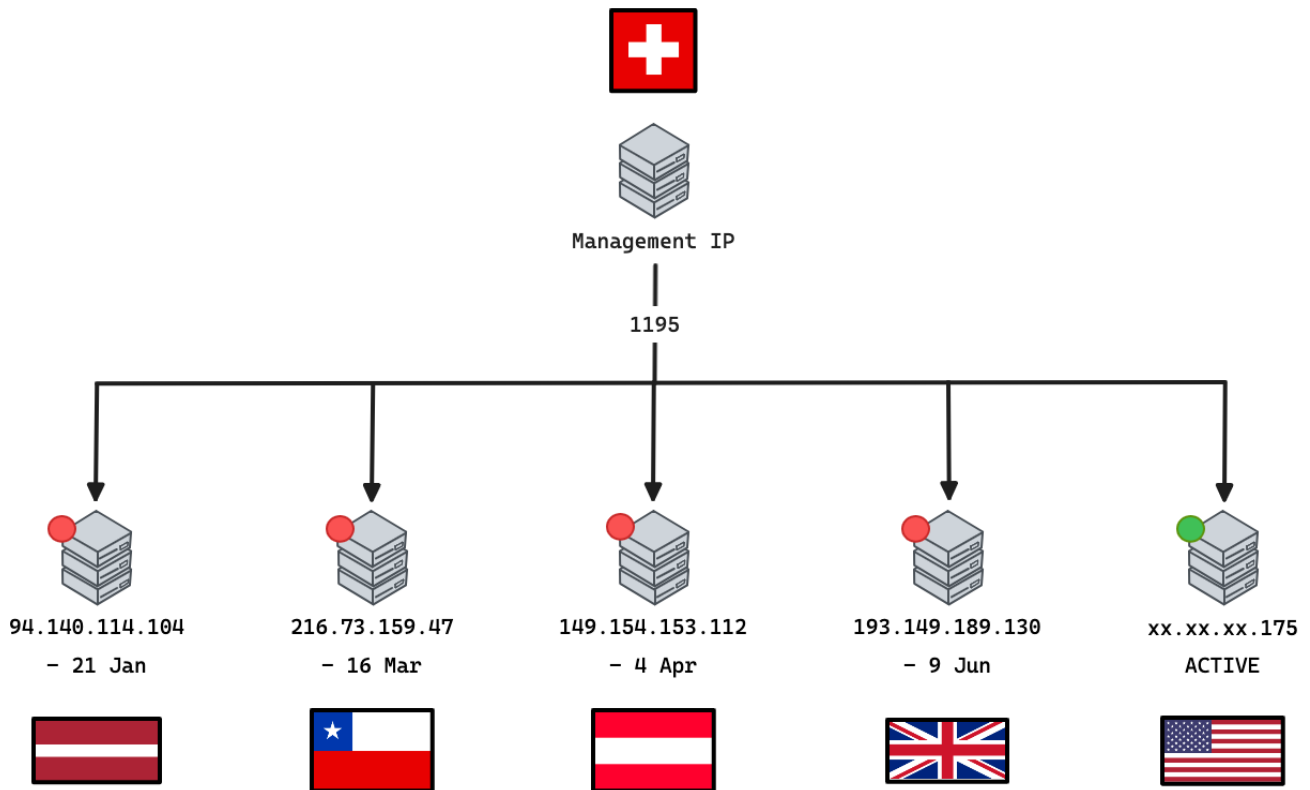 Management IP
1195
94.140.114.104
– 21 Jan
216.73.159.47
– 16 Mar
149.154.153.112
– 4 Apr
193.149.189.130
– 9 Jun
xx.xx.xx.175
ACTIVE